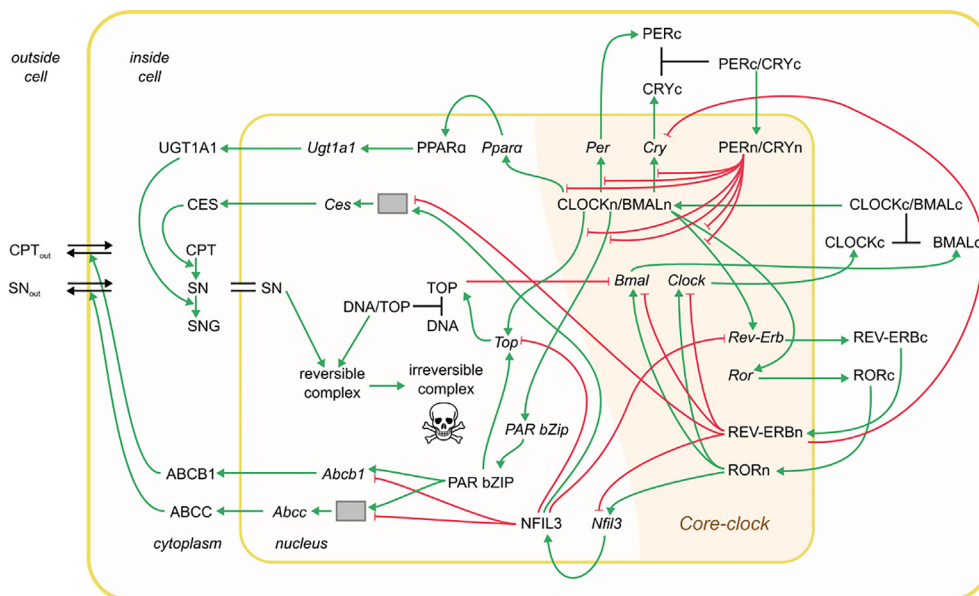 outside
cell
inside
cell
PERc
PERc/CRYc
CRYc
UGT1A1
Ugt1a1
PPARα
Pparα
Per
Cry
PERn/CRYn
CES
Ces
CLOCKn/BMALn
CLOCKc/BMALc
CPTout
CPT
CLOCKc
BMALc
SNout
SN
SN
TOP
Bmal
Clock
DNA/TOP
DNA
SNG
Top
Rev-Erb
REV-ERBc
reversible
complex
irreversible
complex
Ror
RORc
PAR bZip
REV-ERBn
ABCB1
Abcb1
PAR bZIP
RORn
ABCC
Abcc
NFIL3
Nfil3
Core-clock
cytoplasm
nucleus